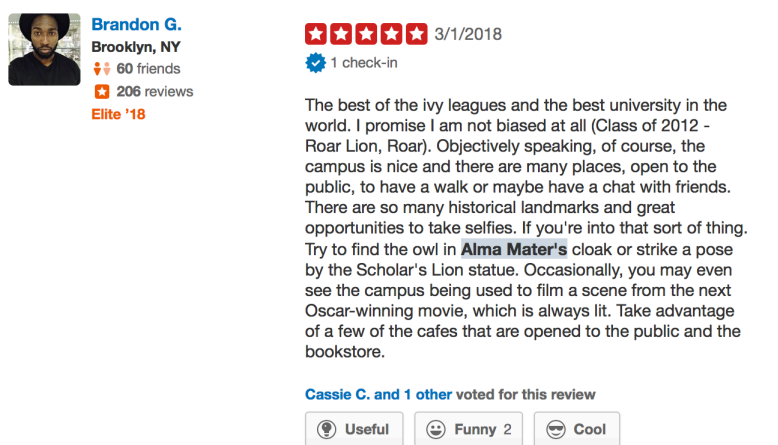 Brandon G.
Brooklyn, NY
60 friends
206 reviews
Elite '18
3/1/2018
1 check-in
The best of the ivy leagues and the best university in the
world. I promise I am not biased at all (Class of 2012 -
Roar Lion, Roar). Objectively speaking, of course, the
campus is nice and there are many places, open to the
public, to have a walk or maybe have a chat with friends.
There are so many historical landmarks and great
opportunities to take selfies. If you're into that sort of thing.
Try to find the owl in Alma Mater's cloak or strike a pose
by the Scholar's Lion statue. Occasionally, you may even
see the campus being used to film a scene from the next
Oscar-winning movie, which is always lit. Take advantage
of a few of the cafes that are opened to the public and the
bookstore.
Cassie C. and 1 other voted for this review
Useful Funny 2 Cool